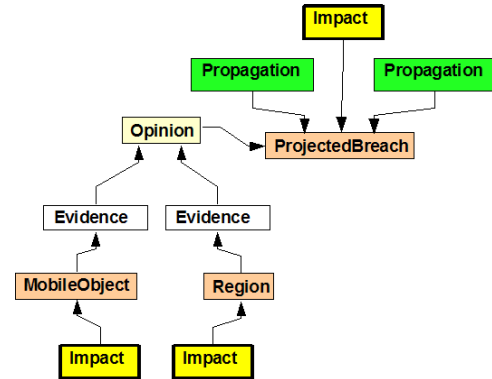 Impact
Propagation Propagation
Opinion
ProjectedBreach
Evidence Evidence
MobileObject Region
Impact Impact